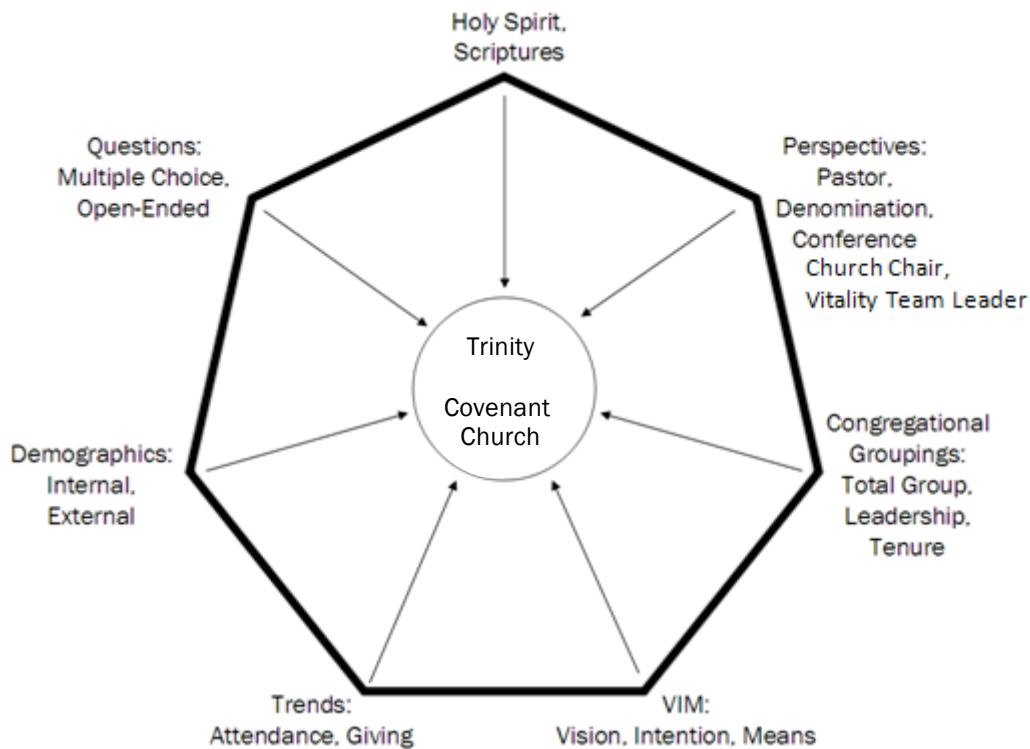 Holy Spirit,
Scriptures
Questions:
Multiple Choice,
Open-Ended
Perspectives:
Pastor,
Denomination,
Conference
Church Chair,
Vitality Team Leader
Trinity
Covenant
Church
Demographics:
Internal,
External
Congregational
Groupings:
Total Group,
Leadership,
Tenure
Trends:
Attendance, Giving
VIM:
Vision, Intention, Means